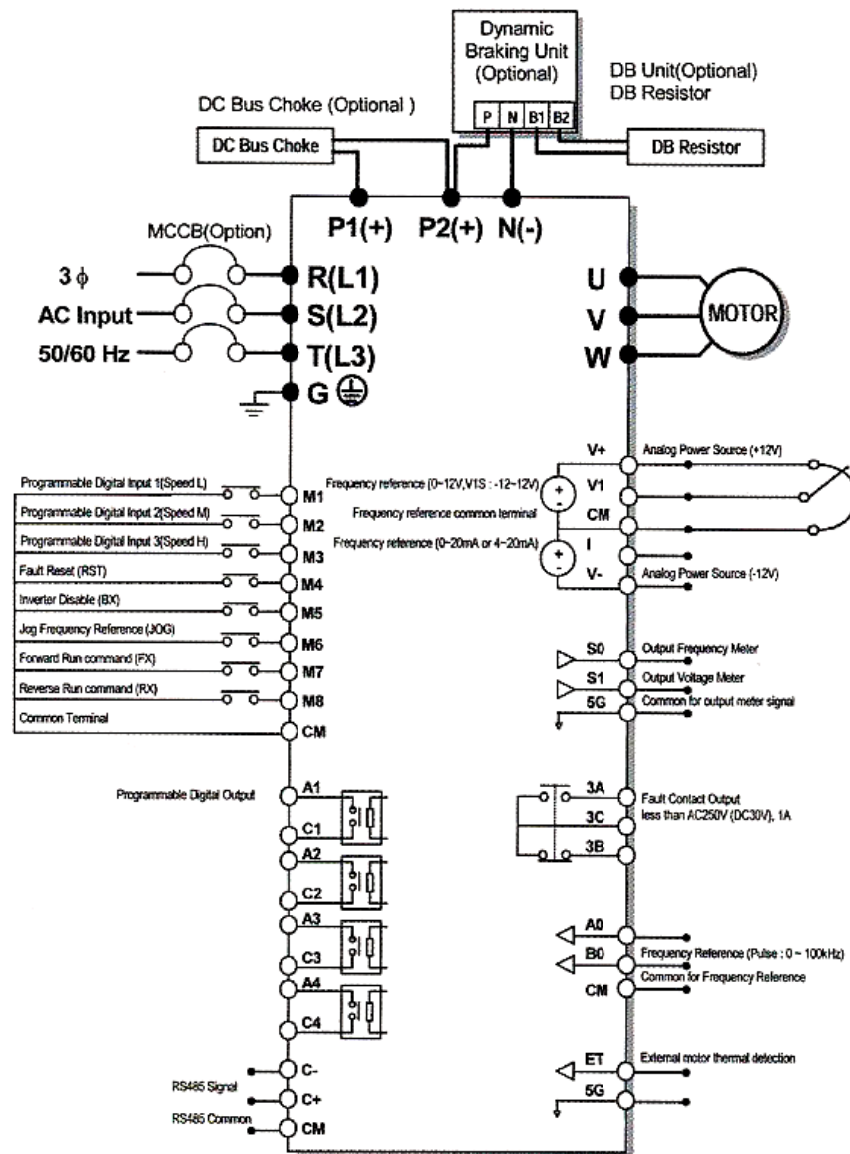 Dynamic
Braking Unit
(Optional)
P N B1 B2
DB Unit(Optional)
DB Resistor
DC Bus Choke (Optional )
DC Bus Choke
DB Resistor
P1(+) P2(+) N(-)
MCCB(Option)
3 ϕ
R(L1)
AC Input
S(L2)
50/60 Hz
T(L3)
G
U
V
W
MOTOR
Programmable Digital Input 1(Speed L)
M1
Programmable Digital Input 2(Speed M)
M2
Programmable Digital Input 3(Speed H)
M3
Fault Reset (RST)
M4
Inverter Disable (BX)
M5
Jog Frequency Reference (JOG)
M6
Forward Run command (FX)
M7
Reverse Run command (RX)
M8
Common Terminal
CM
V+
Analog Power Source (+12V)
Frequency reference (0~12V,V1S : -12~12V)
V1
Frequency reference common terminal
CM
Frequency reference (0~20mA or 4~20mA)
I
V-
Analog Power Source (-12V)
S0
Output Frequency Meter
S1
Output Voltage Meter
5G
Common for output meter signal
Programmable Digital Output
A1
C1
A2
C2
A3
C3
A4
C4
3A
Fault Contact Output
less than AC250V (DC30V), 1A
3C
3B
A0
B0
Frequency Reference (Pulse : 0 ~ 100kHz)
Common for Frequency Reference
CM
ET
External motor thermal detection
5G
C-
RS485 Signal
C+
RS485 Common
CM